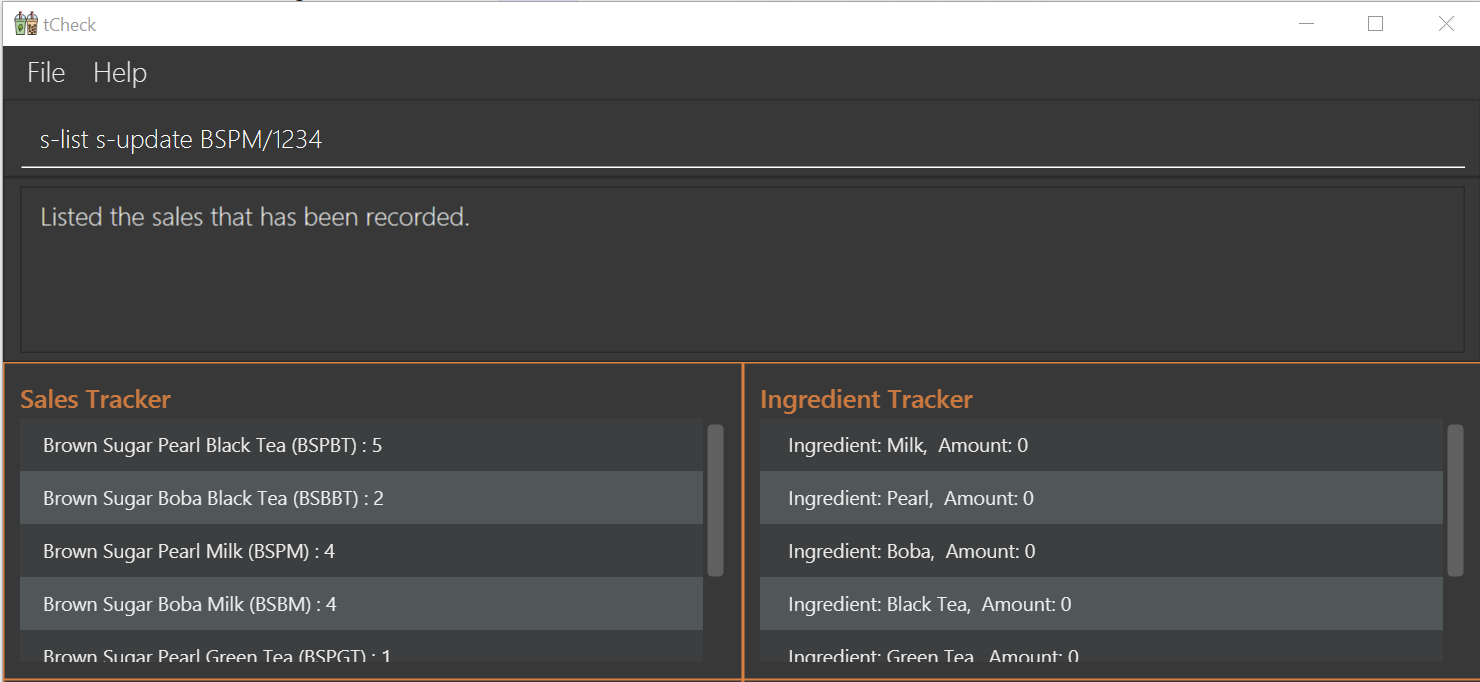 tCheck
File Help
s-list s-update BSPM/1234
Listed the sales that has been recorded.
Sales Tracker
Brown Sugar Pearl Black Tea (BSPBT) : 5
Brown Sugar Boba Black Tea (BSBBT) : 2
Brown Sugar Pearl Milk (BSPM) : 4
Brown Sugar Boba Milk (BSBM) : 4
Brown Sugar Pearl Green Tea (BSPGT) : 1
Ingredient Tracker
Ingredient: Milk, Amount: 0
Ingredient: Pearl, Amount: 0
Ingredient: Boba, Amount: 0
Ingredient: Black Tea, Amount: 0
Ingredient: Green Tea, Amount: 0